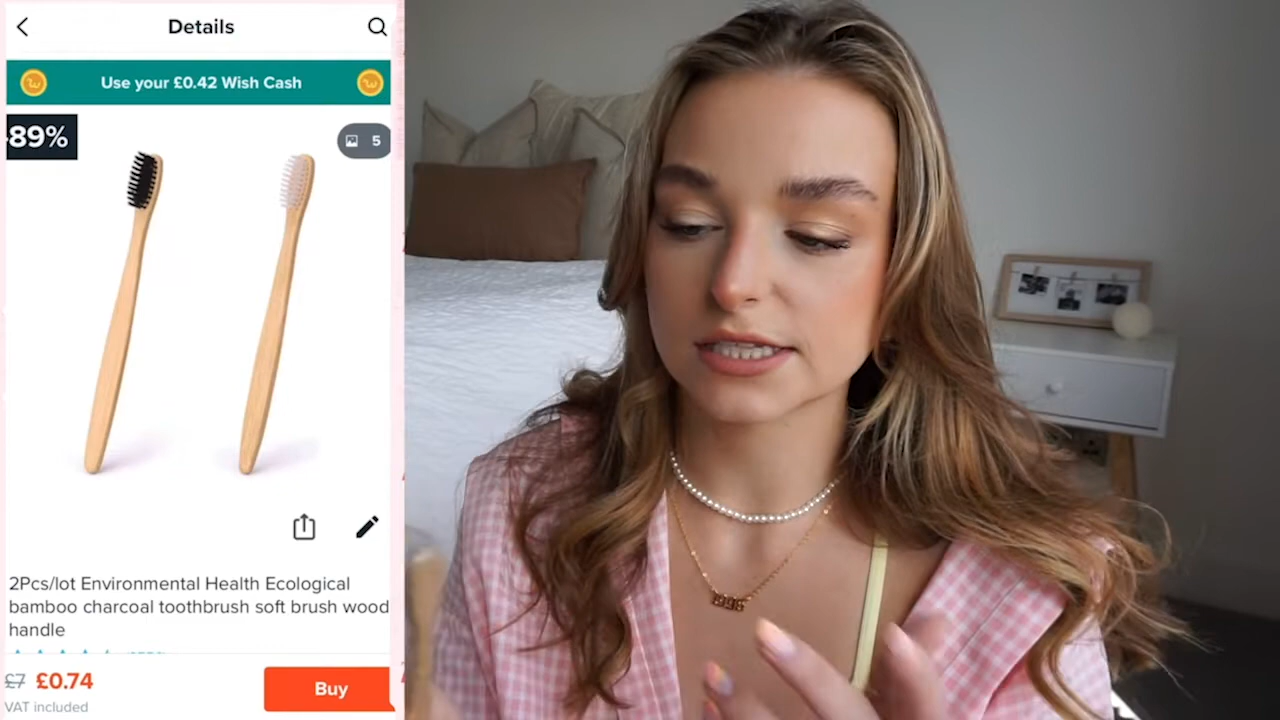 Details
Use your £0.42 Wish Cash
89%
5
2Pcs/lot Environmental Health Ecological
bamboo charcoal toothbrush soft brush wood
handle
£7 £0.74
VAT included
Buy
1998